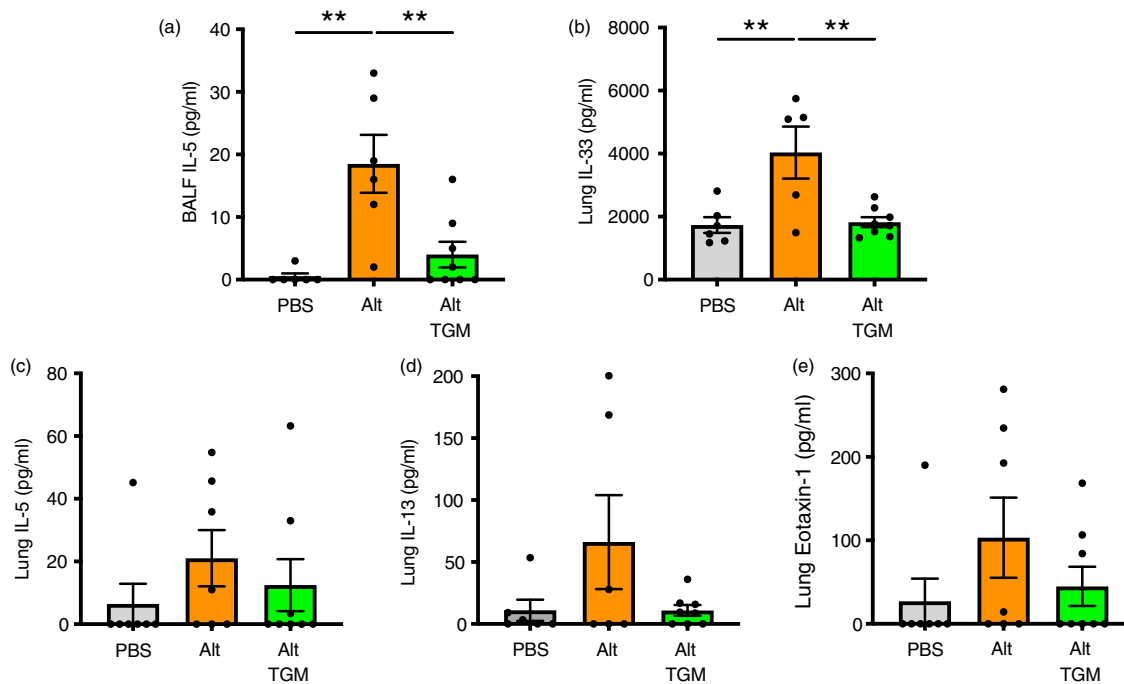 (a)
** **
BALF IL-5 (pg/ml)
40
30
20
10
0
PBS Alt Alt
TGM
(b)
** **
Lung IL-33 (pg/ml)
8000
6000
4000
2000
0
PBS Alt Alt
TGM
(c)
Lung IL-5 (pg/ml)
80
60
40
20
0
PBS Alt Alt
TGM
(d)
Lung IL-13 (pg/ml)
200
150
100
50
0
PBS Alt Alt
TGM
(e)
Lung Eotaxin-1 (pg/ml)
300
200
100
0
PBS Alt Alt
TGM